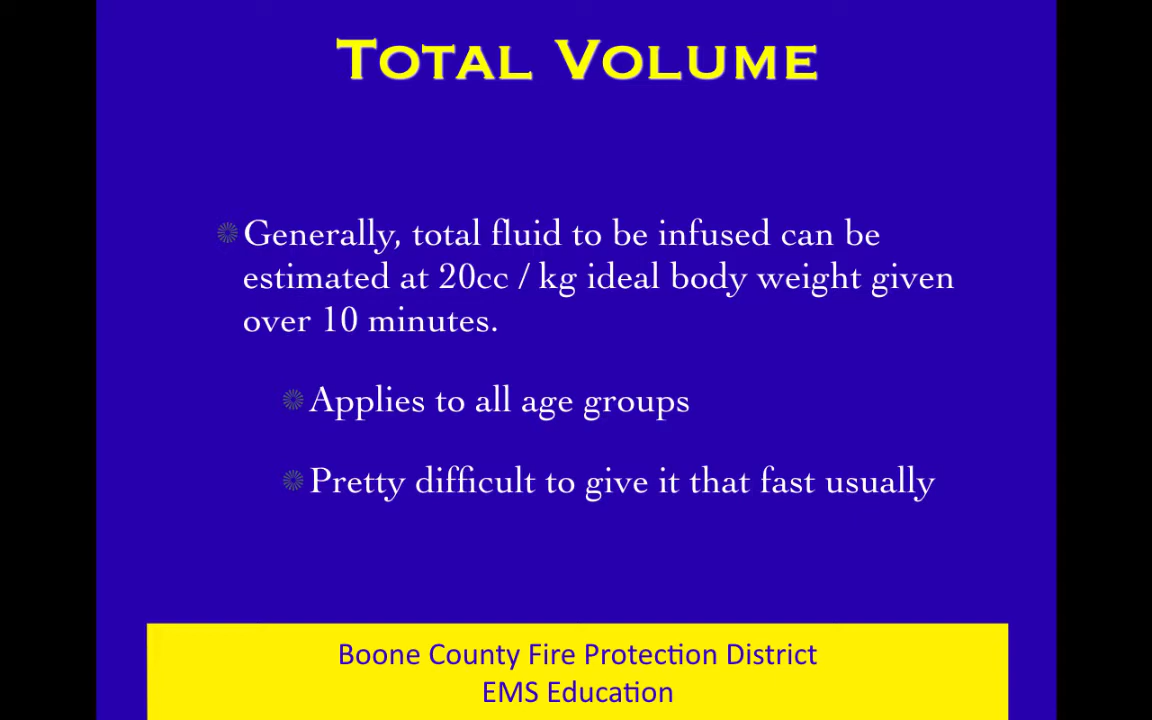 TOTAL VOLUME
Generally, total fluid to be infused can be
estimated at 20cc / kg ideal body weight given
over 10 minutes.
Applies to all age groups
Pretty difficult to give it that fast usually
Boone County Fire Protection District
EMS Education